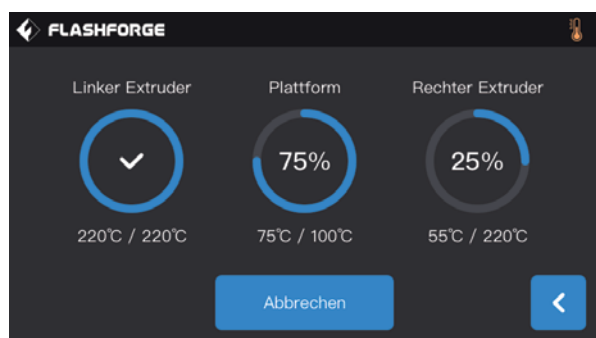 FLASHFORGE
Linker Extruder Plattform Rechter Extruder
75% 25%
220℃ / 220℃ 75℃ / 100℃ 55℃ / 220℃
Abbrechen